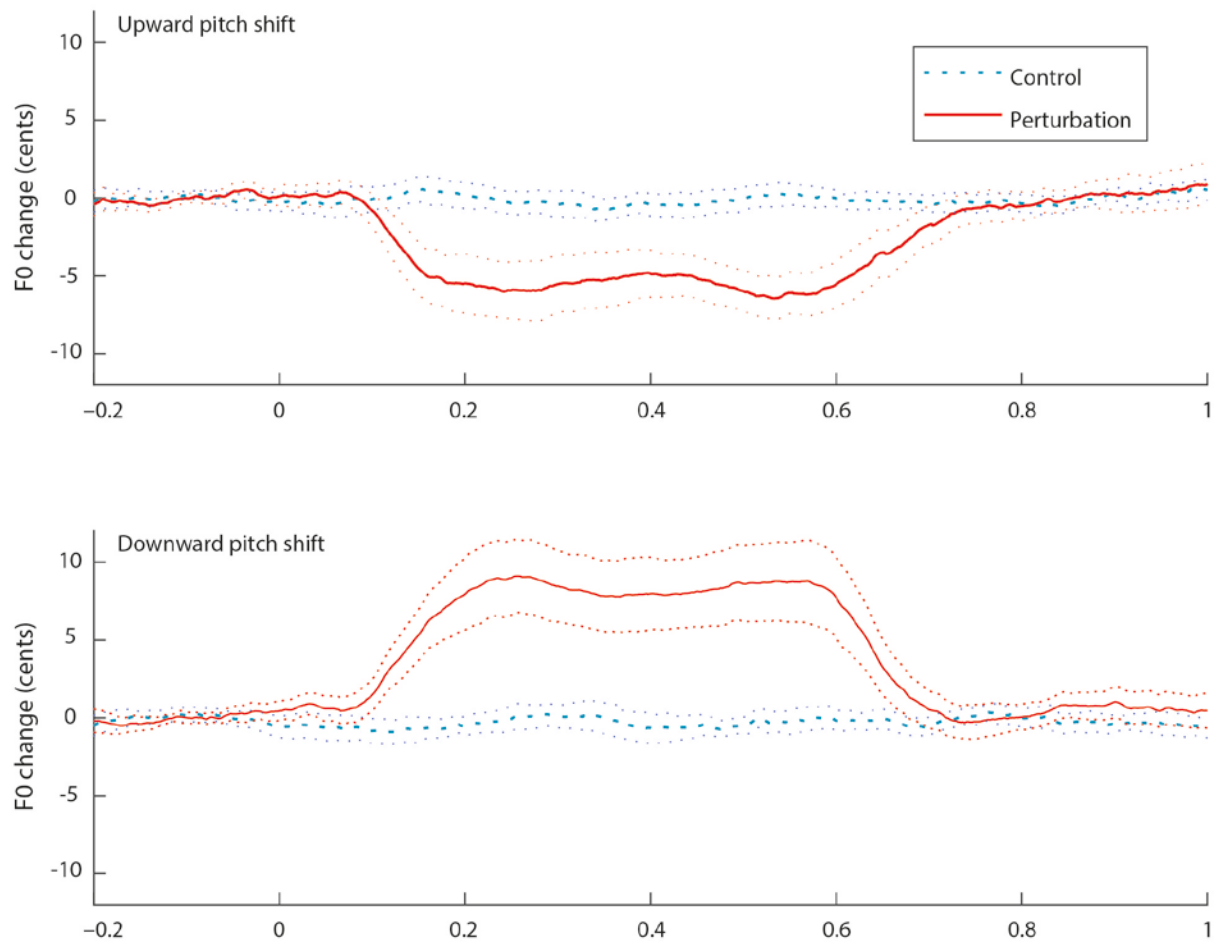 Upward pitch shift
10
5
0
-5
-10
F0 change (cents)
Control
Perturbation
−0.2 0 0.2 0.4 0.6 0.8 1
Downward pitch shift
10
5
0
-5
-10
F0 change (cents)
−0.2 0 0.2 0.4 0.6 0.8 1